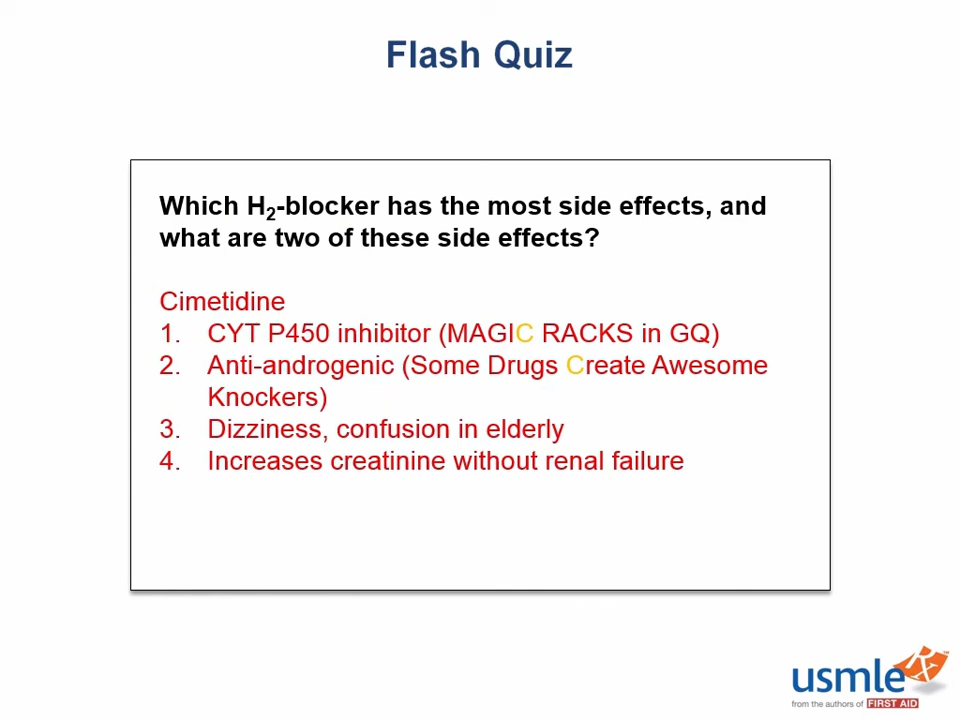 Flash Quiz
Which H₂-blocker has the most side effects, and
what are two of these side effects?
Cimetidine
1. CYT P450 inhibitor (MAGIC RACKS in GQ)
2. Anti-androgenic (Some Drugs Create Awesome
Knockers)
3. Dizziness, confusion in elderly
4. Increases creatinine without renal failure
usmle Rx
from the authors of FIRST AID